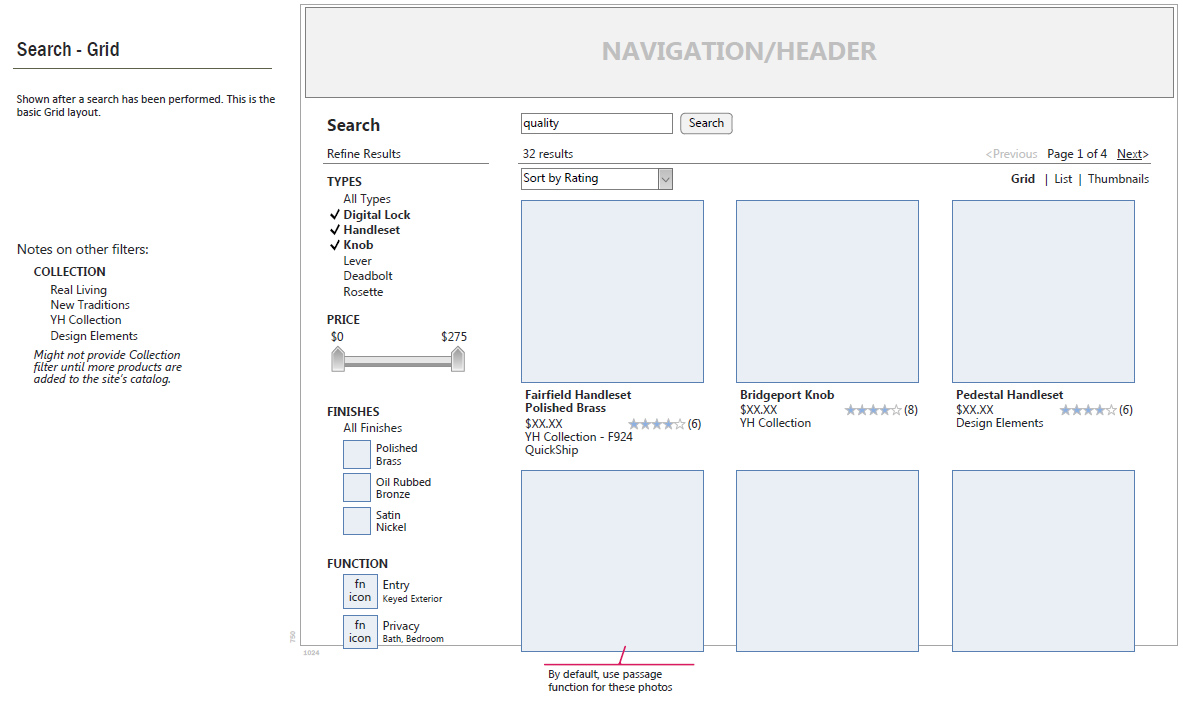 Search - Grid
Shown after a search has been performed. This is the
basic Grid layout.
Notes on other filters:
COLLECTION
Real Living
New Traditions
YH Collection
Design Elements
Might not provide Collection
filter until more products are
added to the site's catalog.
NAVIGATION/HEADER
Search
quality
Search
Refine Results
32 results
<Previous Page 1 of 4 Next>
Sort by Rating
Grid | List | Thumbnails
TYPES
All Types
Digital Lock
Handleset
Knob
Lever
Deadbolt
Rosette
PRICE
$0 $275
FINISHES
All Finishes
Polished
Brass
Oil Rubbed
Bronze
Satin
Nickel
FUNCTION
fn
icon
Entry
Keyed Exterior
fn
icon
Privacy
Bath, Bedroom
Fairfield Handleset
Polished Brass
$XX.XX (6)
YH Collection - F924
QuickShip
Bridgeport Knob
$XX.XX (8)
YH Collection
Pedestal Handleset
$XX.XX (6)
Design Elements
750
1024
By default, use passage
function for these photos